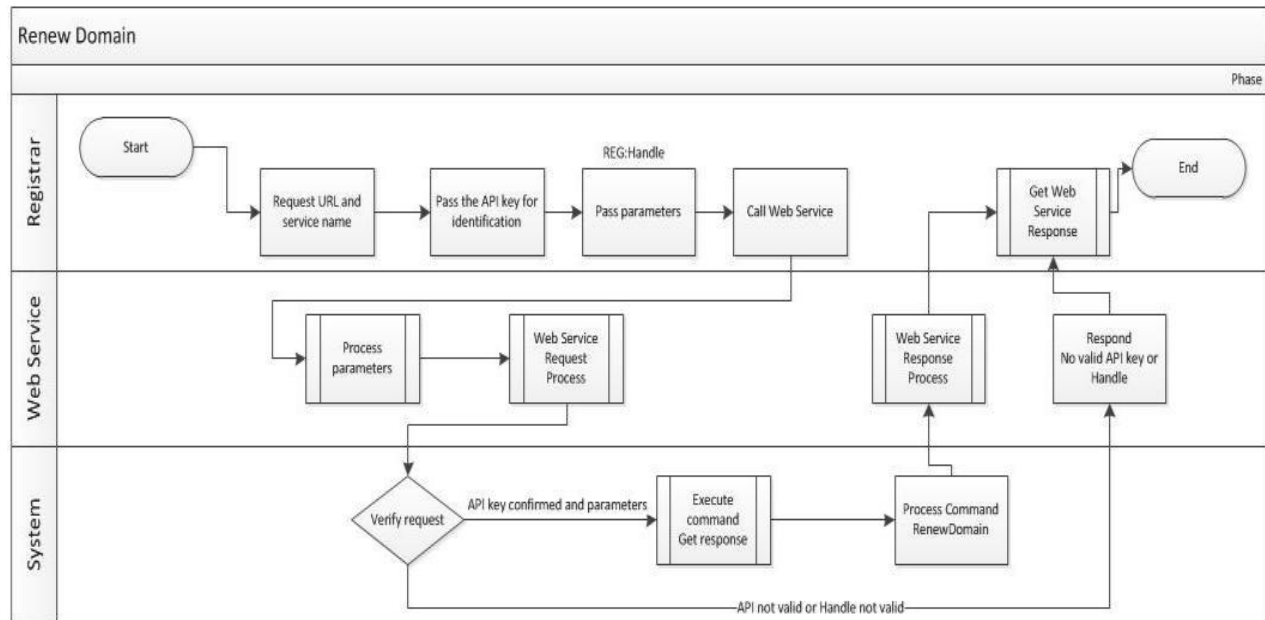 Renew Domain
Phase
Registrar
Start
REG:Handle
End
Request URL and
service name
Pass the API key for
identification
Pass parameters
Call Web Service
Get Web
Service
Response
Web Service
Process
parameters
Web Service
Request
Process
Web Service
Response
Process
Respond
No valid API key or
Handle
System
Verify request
API key confirmed and parameters
Execute
command
Get response
Process Command
RenewDomain
API not valid or Handle not valid